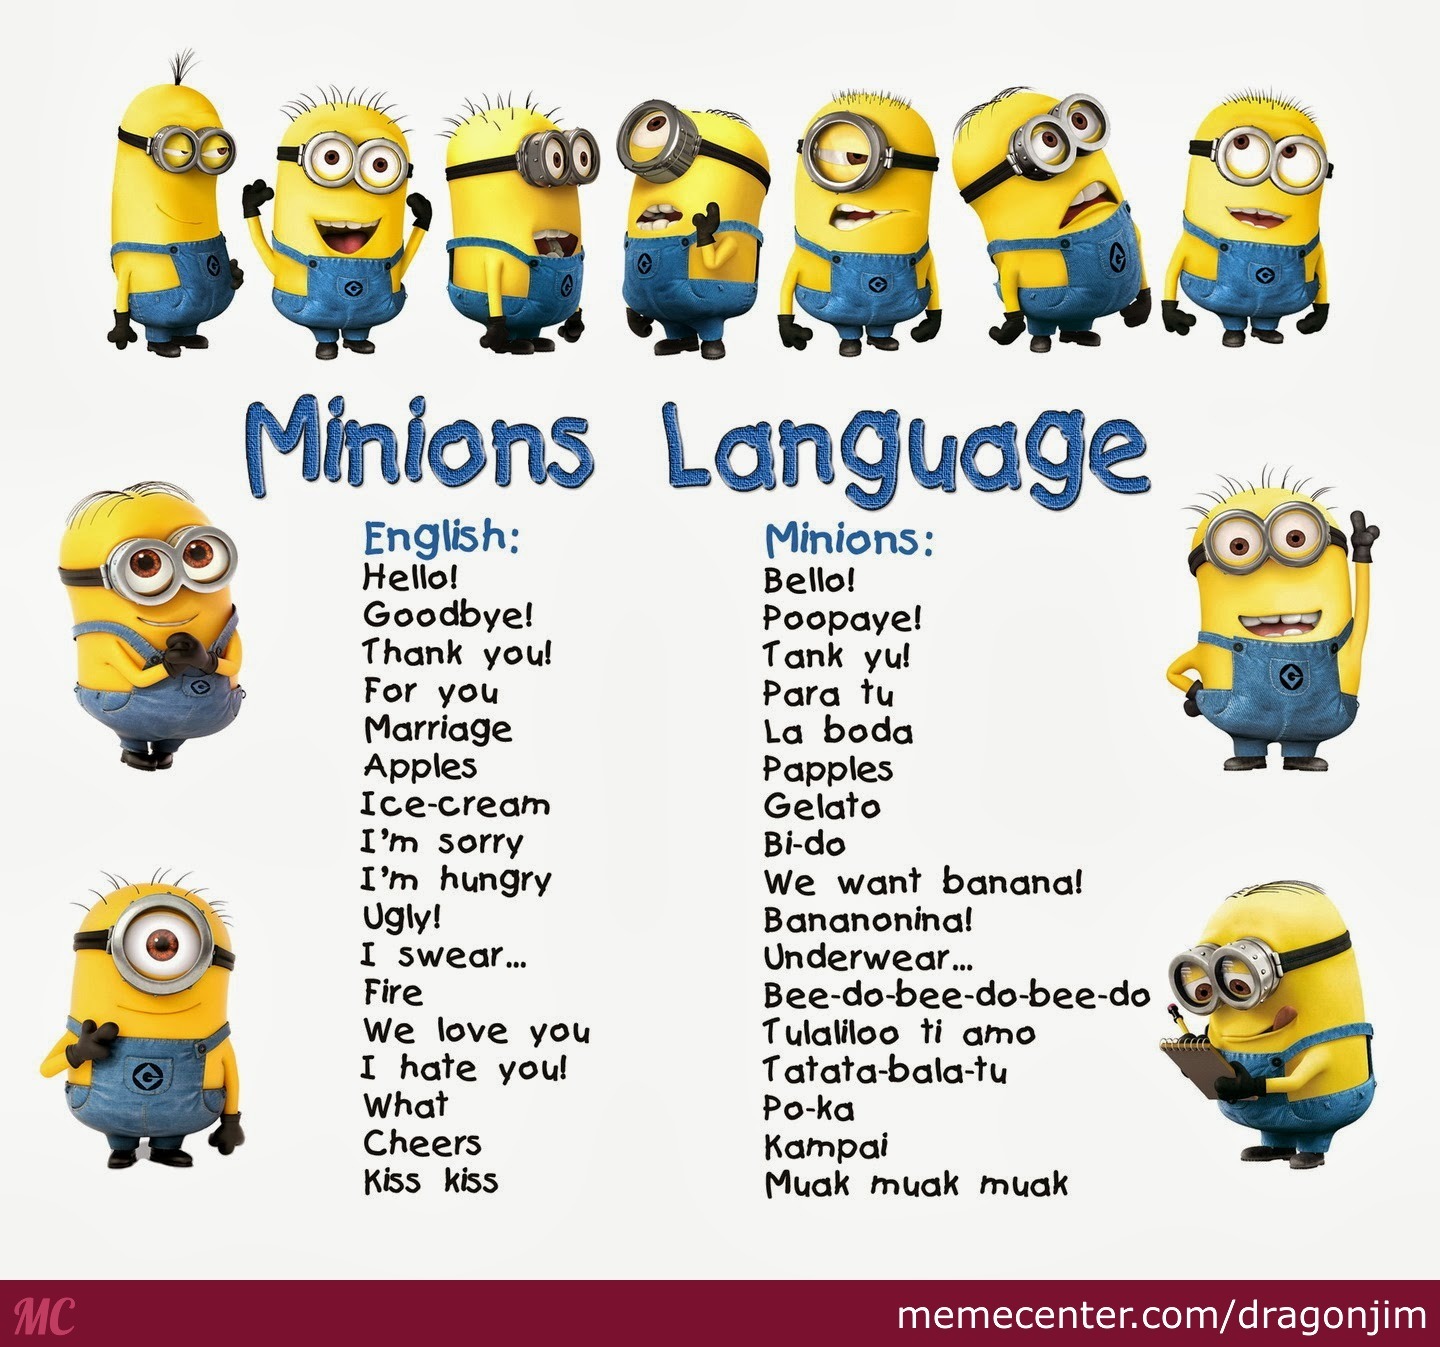 Minions Language
English:
Hello!
Goodbye!
Thank you!
For you
Marriage
Apples
Ice-cream
I'm sorry
I'm hungry
Ugly!
I swear...
Fire
We love you
I hate you!
What
Cheers
Kiss kiss
Minions:
Bello!
Poopaye!
Tank yu!
Para tu
La boda
Papples
Gelato
Bi-do
We want banana!
Bananonina!
Underwear...
Bee-do-bee-do-bee-do
Tulaliloo ti amo
Tatata-bala-tu
Po-ka
Kampai
Muak muak muak
MC
memecenter.com/dragonjim